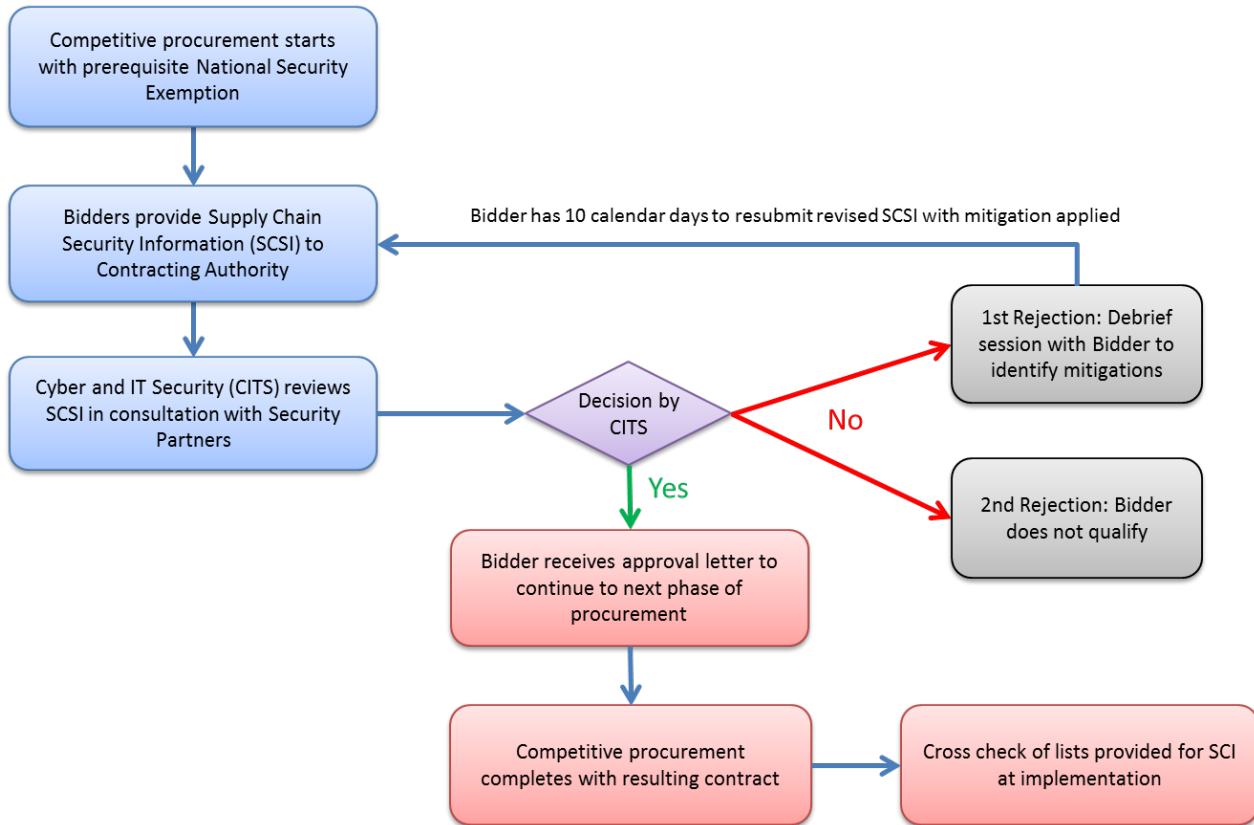 Competitive procurement starts
with prerequisite National Security
Exemption
Bidders provide Supply Chain
Security Information (SCSI) to
Contracting Authority
Bidder has 10 calendar days to resubmit revised SCSI with mitigation applied
1st Rejection: Debrief
session with Bidder to
identify mitigations
Cyber and IT Security (CITS) reviews
SCSI in consultation with Security
Partners
Decision by
CITS
No
Yes
2nd Rejection: Bidder
does not qualify
Bidder receives approval letter to
continue to next phase of
procurement
Competitive procurement
completes with resulting contract
Cross check of lists provided for SCI
at implementation